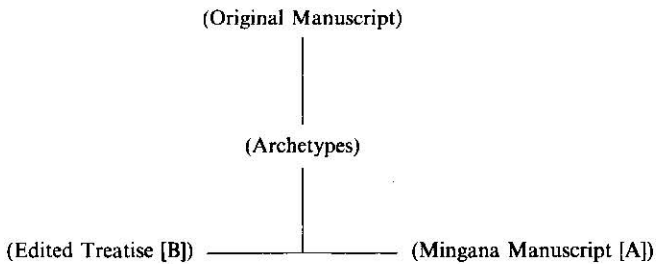 (Original Manuscript)
(Archetypes)
(Edited Treatise [B]) (Mingana Manuscript [A])